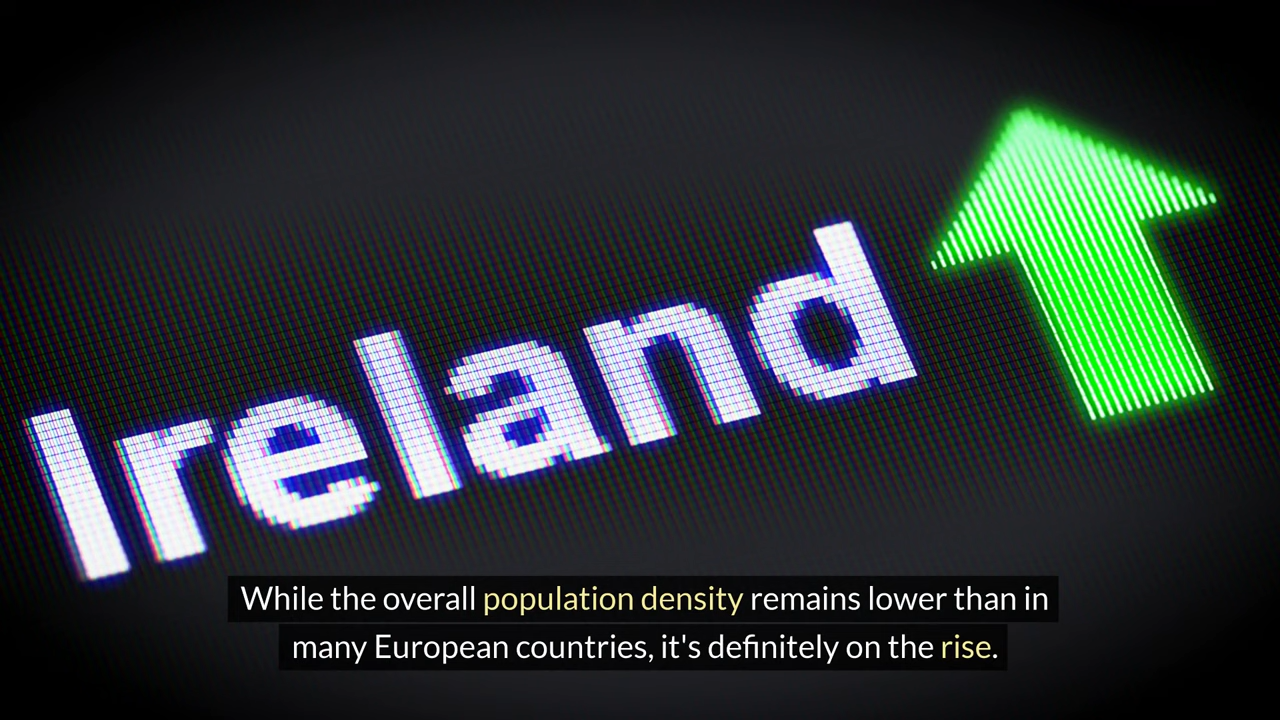 Ireland
While the overall population density remains lower than in
many European countries, it's definitely on the rise.